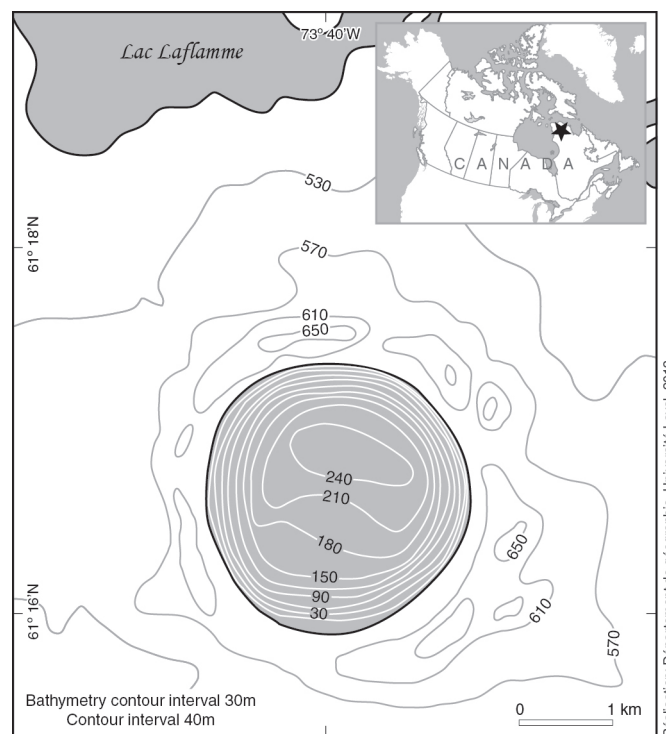 73° 40'W
Lac Laflamme
CANADA
530
61° 18'N
570
610
650
240
210
180
650
150
90
610
30
61° 16'N
570
Bathymetry contour interval 30m
Contour interval 40m
0 1 km